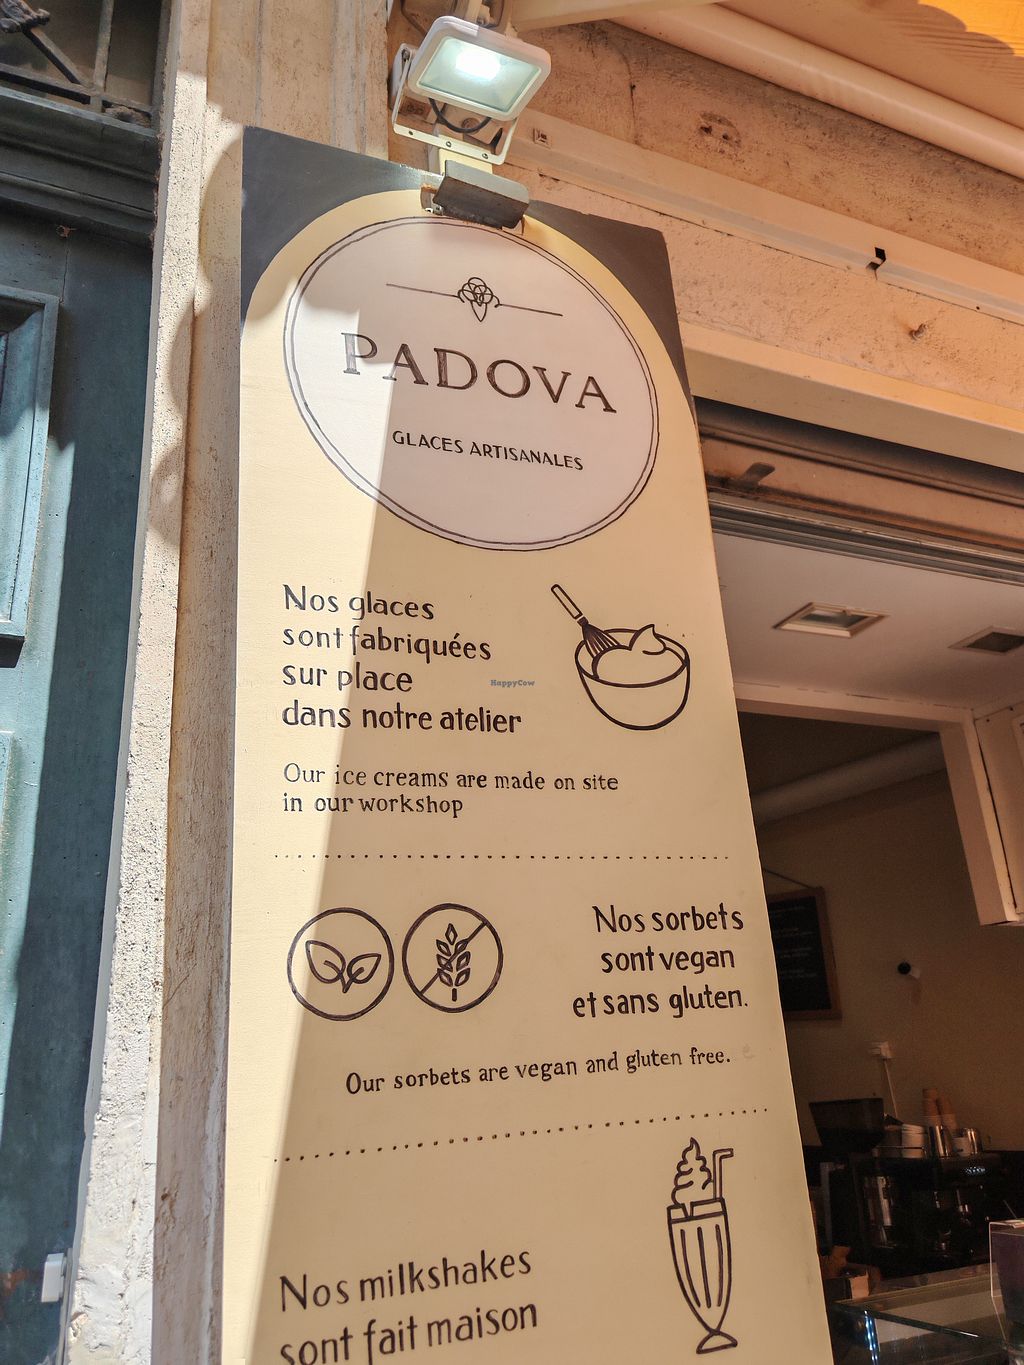 PADOVA
GLACES ARTISANALES
Nos glaces
sont fabriquées
sur place
dans notre atelier
HappyCow
Our ice creams are made on site
in our workshop
Nos sorbets
sont vegan
et sans gluten.
Our sorbets are vegan and gluten free.
Nos milkshakes
sont fait maison